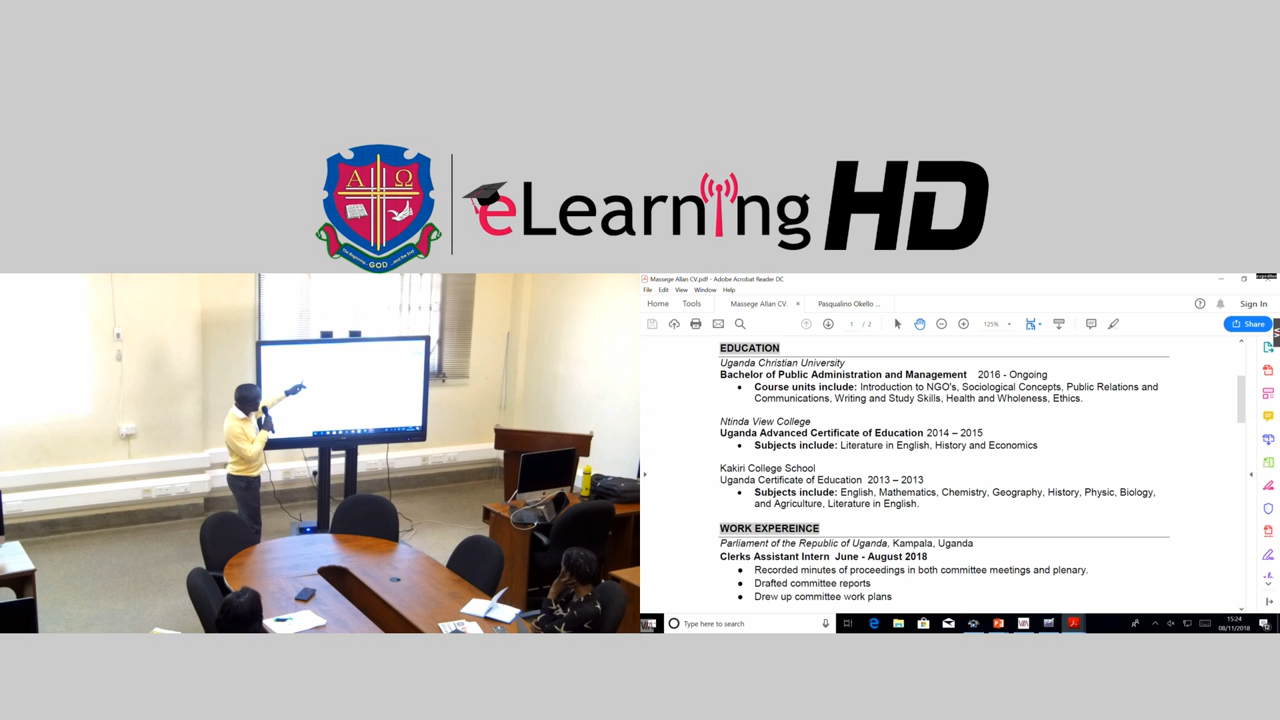 Α Ω
the Beginning... GOD ...and the End
eLearning HD
Massege Allan CV.pdf - Adobe Acrobat Reader DC
File Edit View Window Help
Home Tools Massege Allan CV. × Pasqualino Okello ... Sign In
1 / 2 125% Share
EDUCATION
Uganda Christian University
Bachelor of Public Administration and Management 2016 - Ongoing
• Course units include: Introduction to NGO's, Sociological Concepts, Public Relations and
Communications, Writing and Study Skills, Health and Wholeness, Ethics.
Ntinda View College
Uganda Advanced Certificate of Education 2014 – 2015
• Subjects include: Literature in English, History and Economics
Kakiri College School
Uganda Certificate of Education 2013 – 2013
• Subjects include: English, Mathematics, Chemistry, Geography, History, Physic, Biology,
and Agriculture, Literature in English.
WORK EXPEREINCE
Parliament of the Republic of Uganda, Kampala, Uganda
Clerks Assistant Intern June - August 2018
• Recorded minutes of proceedings in both committee meetings and plenary.
• Drafted committee reports
• Drew up committee work plans
Type here to search
15:24
08/11/2018